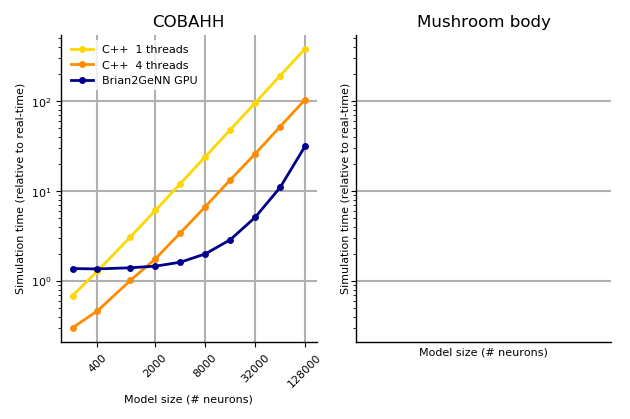 COBAHH
C++ 1 threads
C++ 4 threads
Brian2GeNN GPU
Simulation time (relative to real-time)
10²
10¹
10⁰
400
2000
8000
32000
128000
Model size (# neurons)
Mushroom body
Simulation time (relative to real-time)
Model size (# neurons)